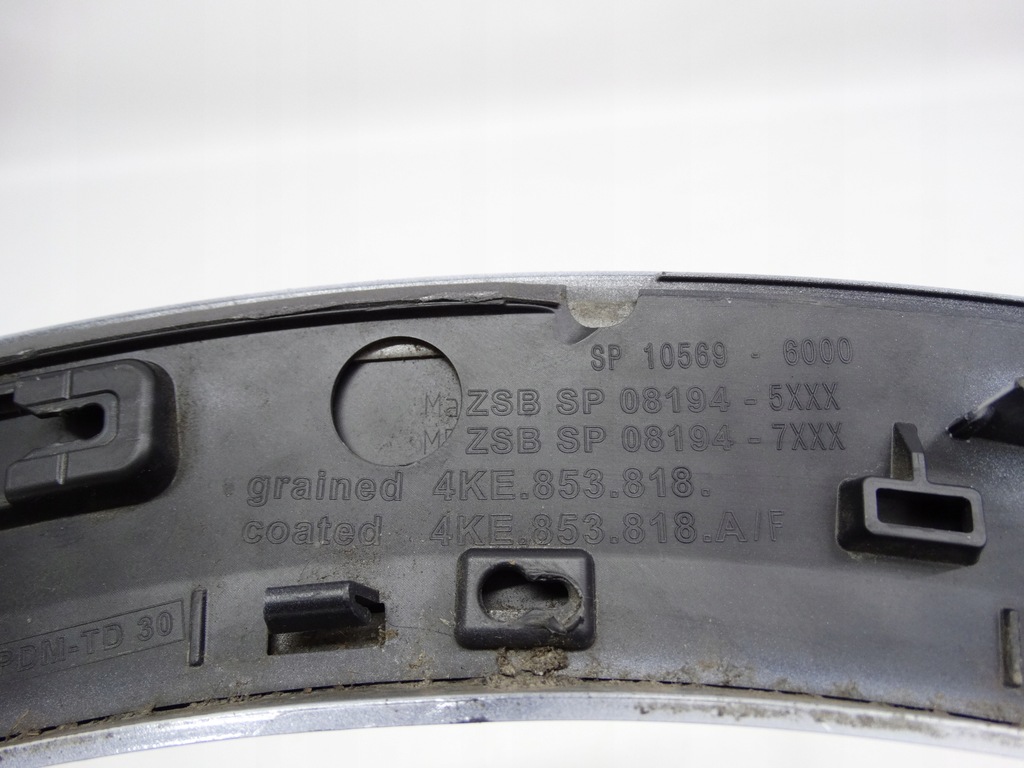 SP 10569 - 6000
ZSB SP 08194 - 5XXX
ZSB SP 08194 - 7XXX
grained 4KE.853.818.
coated 4KE.853.818.A/F
PDM-TD 30